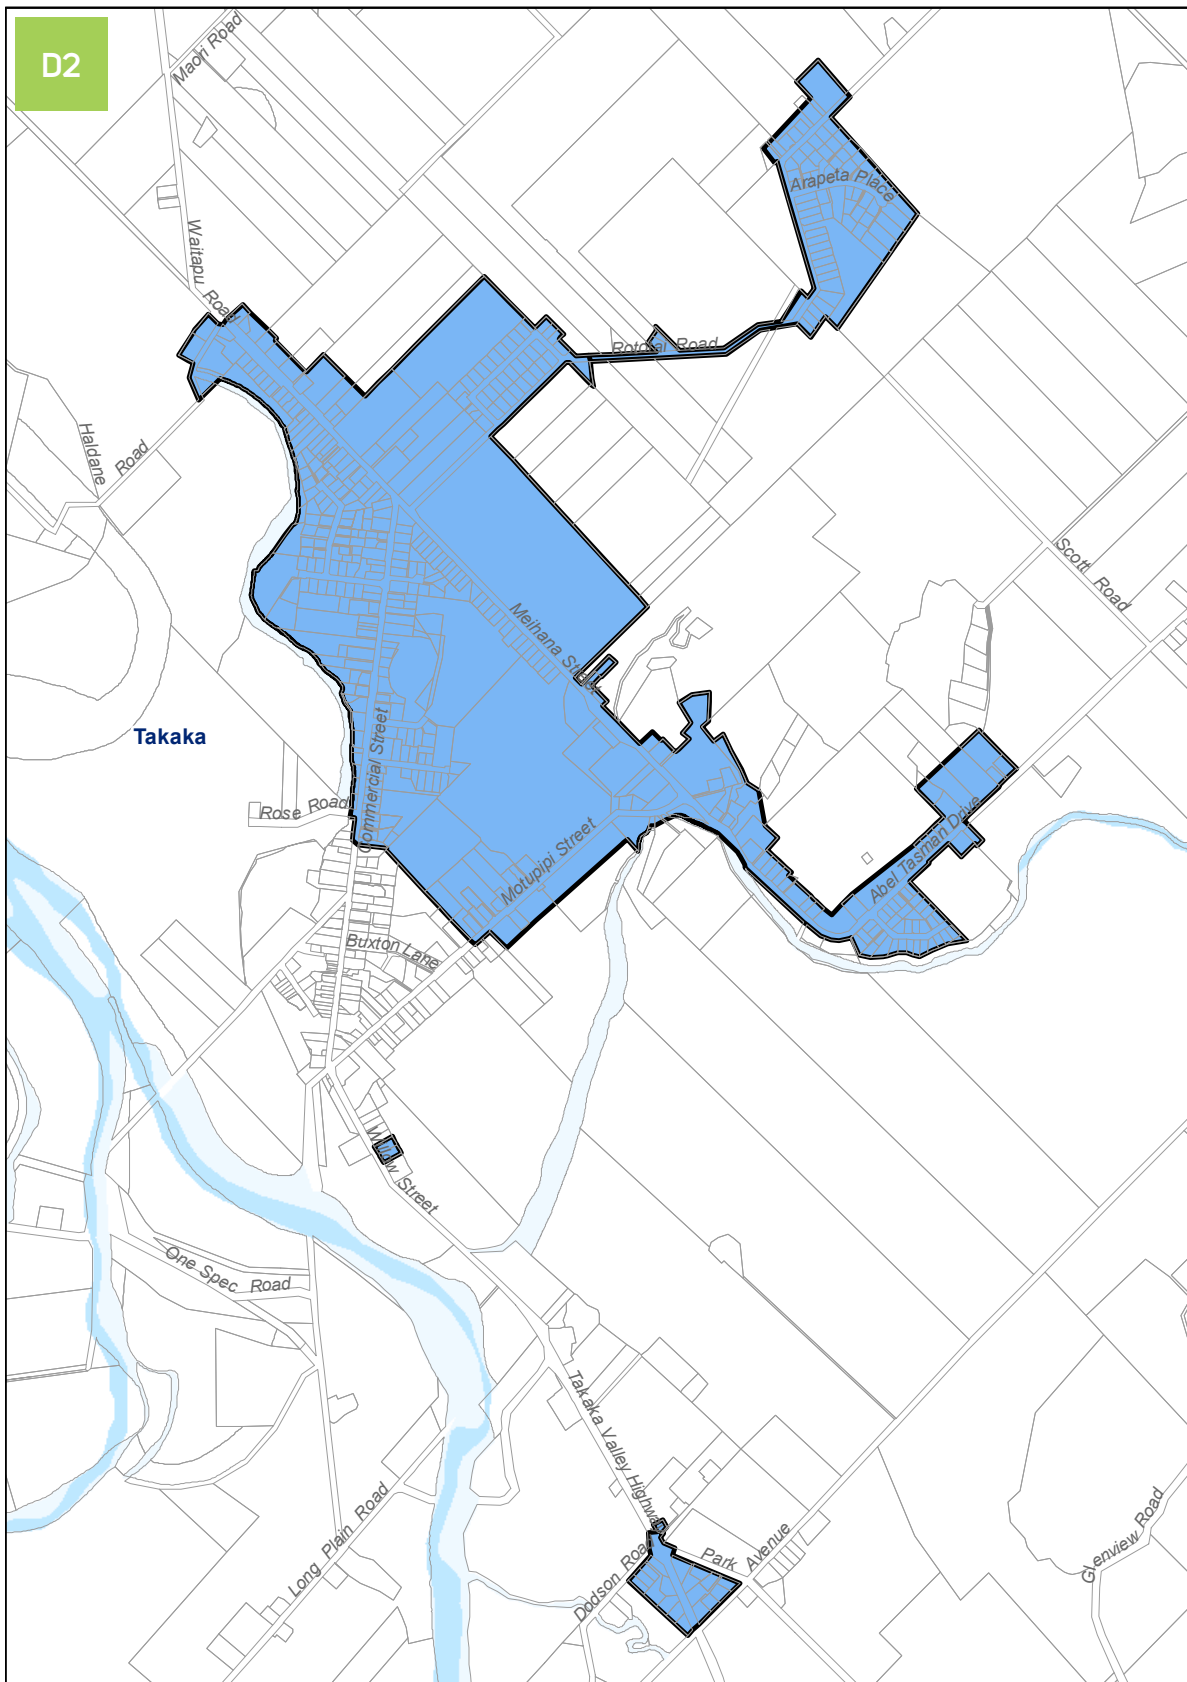 D2
Maori Road
Arapeta Place
Waitapu Road
Rototai Road
Haldane Road
Scott Road
Meihana Street
Takaka
Commercial Street
Rose Road
Abel Tasman Drive
Motupipi Street
Buxton Lane
Willow Street
One Spec Road
Takaka Valley Highway
Long Plain Road
Dodson Road
Park Avenue
Glenview Road